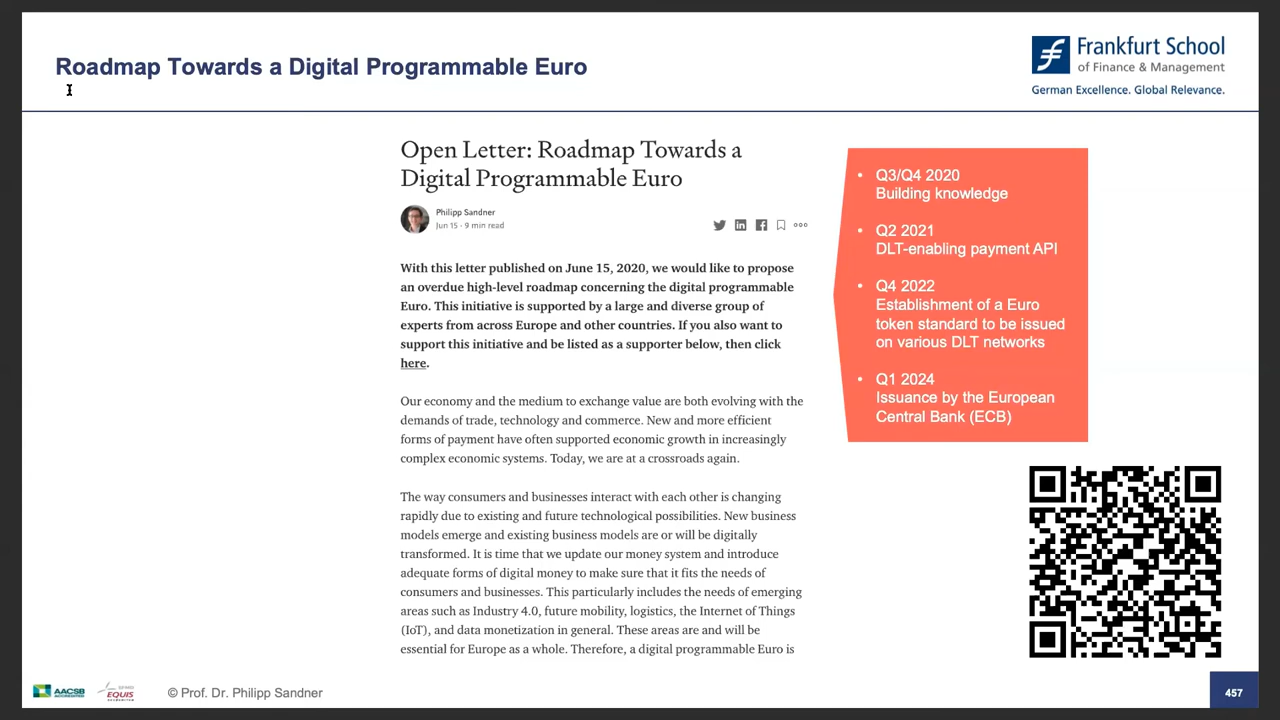 Roadmap Towards a Digital Programmable Euro
Frankfurt School
of Finance & Management
German Excellence. Global Relevance.
Open Letter: Roadmap Towards a
Digital Programmable Euro
Philipp Sandner
Jun 15 · 9 min read
With this letter published on June 15, 2020, we would like to propose
an overdue high-level roadmap concerning the digital programmable
Euro. This initiative is supported by a large and diverse group of
experts from across Europe and other countries. If you also want to
support this initiative and be listed as a supporter below, then click
here.
Our economy and the medium to exchange value are both evolving with the
demands of trade, technology and commerce. New and more efficient
forms of payment have often supported economic growth in increasingly
complex economic systems. Today, we are at a crossroads again.
The way consumers and businesses interact with each other is changing
rapidly due to existing and future technological possibilities. New business
models emerge and existing business models are or will be digitally
transformed. It is time that we update our money system and introduce
adequate forms of digital money to make sure that it fits the needs of
consumers and businesses. This particularly includes the needs of emerging
areas such as Industry 4.0, future mobility, logistics, the Internet of Things
(IoT), and data monetization in general. These areas are and will be
essential for Europe as a whole. Therefore, a digital programmable Euro is
• Q3/Q4 2020
Building knowledge
• Q2 2021
DLT-enabling payment API
• Q4 2022
Establishment of a Euro
token standard to be issued
on various DLT networks
• Q1 2024
Issuance by the European
Central Bank (ECB)
AACSB
ACCREDITED
EFMD
EQUIS
ACCREDITED
© Prof. Dr. Philipp Sandner
457